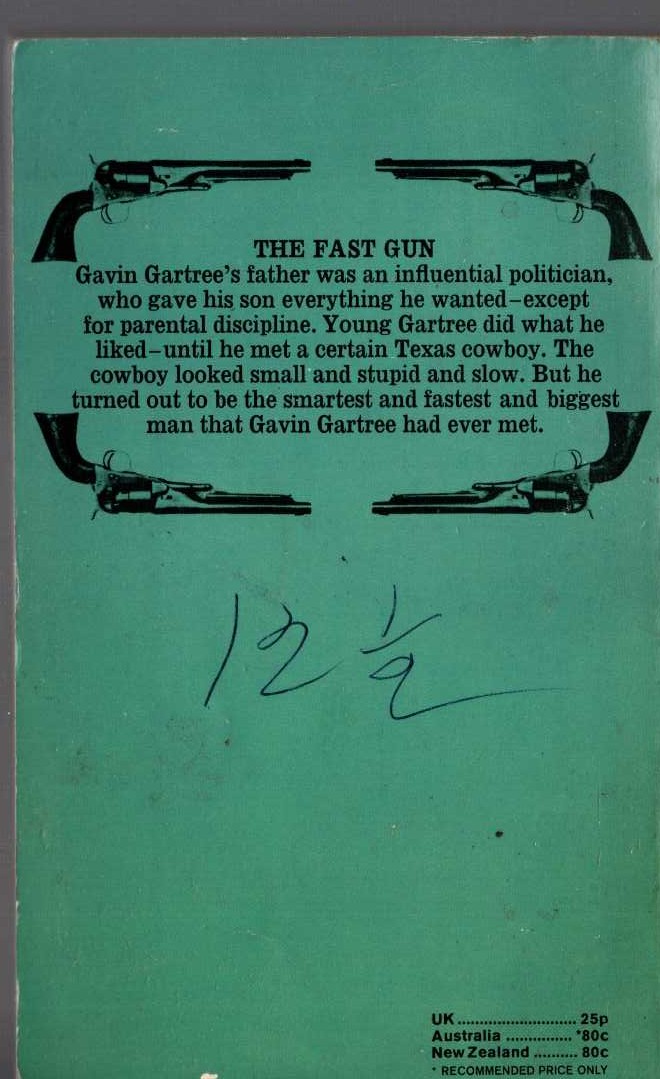 THE FAST GUN
Gavin Gartree's father was an influential politician,
who gave his son everything he wanted–except
for parental discipline. Young Gartree did what he
liked–until he met a certain Texas cowboy. The
cowboy looked small and stupid and slow. But he
turned out to be the smartest and fastest and biggest
man that Gavin Gartree had ever met.
12 ½
UK .......................... 25p
Australia ............... *80c
New Zealand .......... 80c
* RECOMMENDED PRICE ONLY